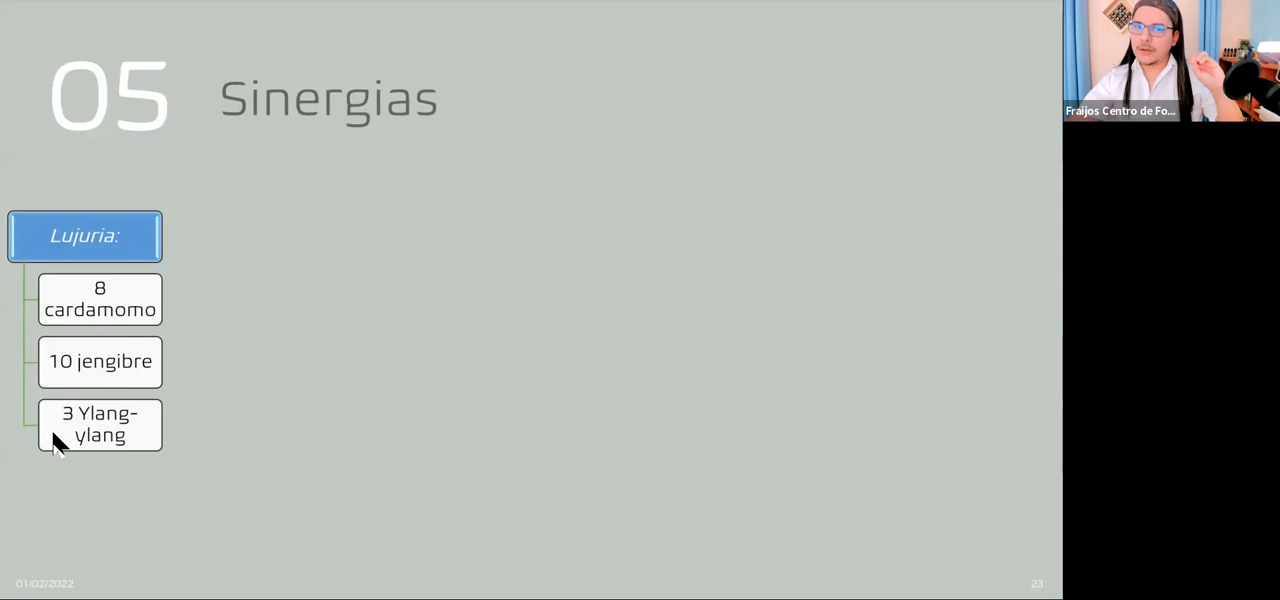 05 Sinergias
Lujuria:
8
cardamomo
10 jengibre
3 Ylang-
ylang
01/02/2022
23
Fraijos Centro de Fo...